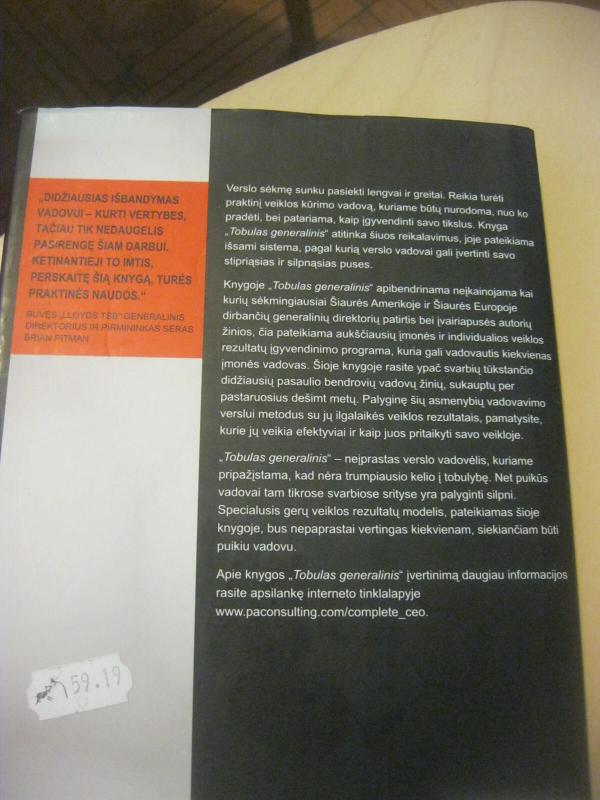 „DIDŽIAUSIAS IŠBANDYMAS
VADOVUI – KURTI VERTYBES,
TAČIAU TIK NEDAUGELIS
PASIRENGĘ ŠIAM DARBUI.
KETINANTIEJI TO IMTIS,
PERSKAITĘ ŠIĄ KNYGĄ, TURĖS
PRAKTINĖS NAUDOS.“
BUVĘS „LLOYDS TSB“ GENERALINIS
DIREKTORIUS IR PIRMININKAS SERAS
BRIAN PITMAN
Verslo sėkmę sunku pasiekti lengvai ir greitai. Reikia turėti
praktinį veiklos kūrimo vadovą, kuriame būtų nurodoma, nuo ko
pradėti, bei patariama, kaip įgyvendinti savo tikslus. Knyga
„Tobulas generalinis“ atitinka šiuos reikalavimus, joje pateikiama
išsami sistema, pagal kurią verslo vadovai gali įvertinti savo
stipriąsias ir silpnąsias puses.
Knygoje „Tobulas generalinis“ apibendrinama neįkainojama kai
kurių sėkmingiausiai Šiaurės Amerikoje ir Šiaurės Europoje
dirbančių generalinių direktorių patirtis bei įvairiapusės autorių
žinios, čia pateikiama aukščiausių įmonės ir individualios veiklos
rezultatų įgyvendinimo programa, kuria gali vadovautis kiekvienas
įmonės vadovas. Šioje knygoje rasite ypač svarbių tūkstančio
didžiausių pasaulio bendrovių vadovų žinių, sukauptų per
pastaruosius dešimt metų. Palyginę šių asmenybių vadovavimo
verslui metodus su jų ilgalaikės veiklos rezultatais, pamatysite,
kurie jų veikia efektyviai ir kaip juos pritaikyti savo veikloje.
„Tobulas generalinis“ – neįprastas verslo vadovėlis, kuriame
pripažįstama, kad nėra trumpiausio kelio į tobulybę. Net puikūs
vadovai tam tikrose svarbiose srityse yra palyginti silpni.
Specialusis gerų veiklos rezultatų modelis, pateikiamas šioje
knygoje, bus nepaprastai vertingas kiekvienam, siekiančiam būti
puikiu vadovu.
Apie knygos „Tobulas generalinis“ įvertinimą daugiau informacijos
rasite apsilankę interneto tinklalapyje
www.paconsulting.com/complete_ceo.
59.19